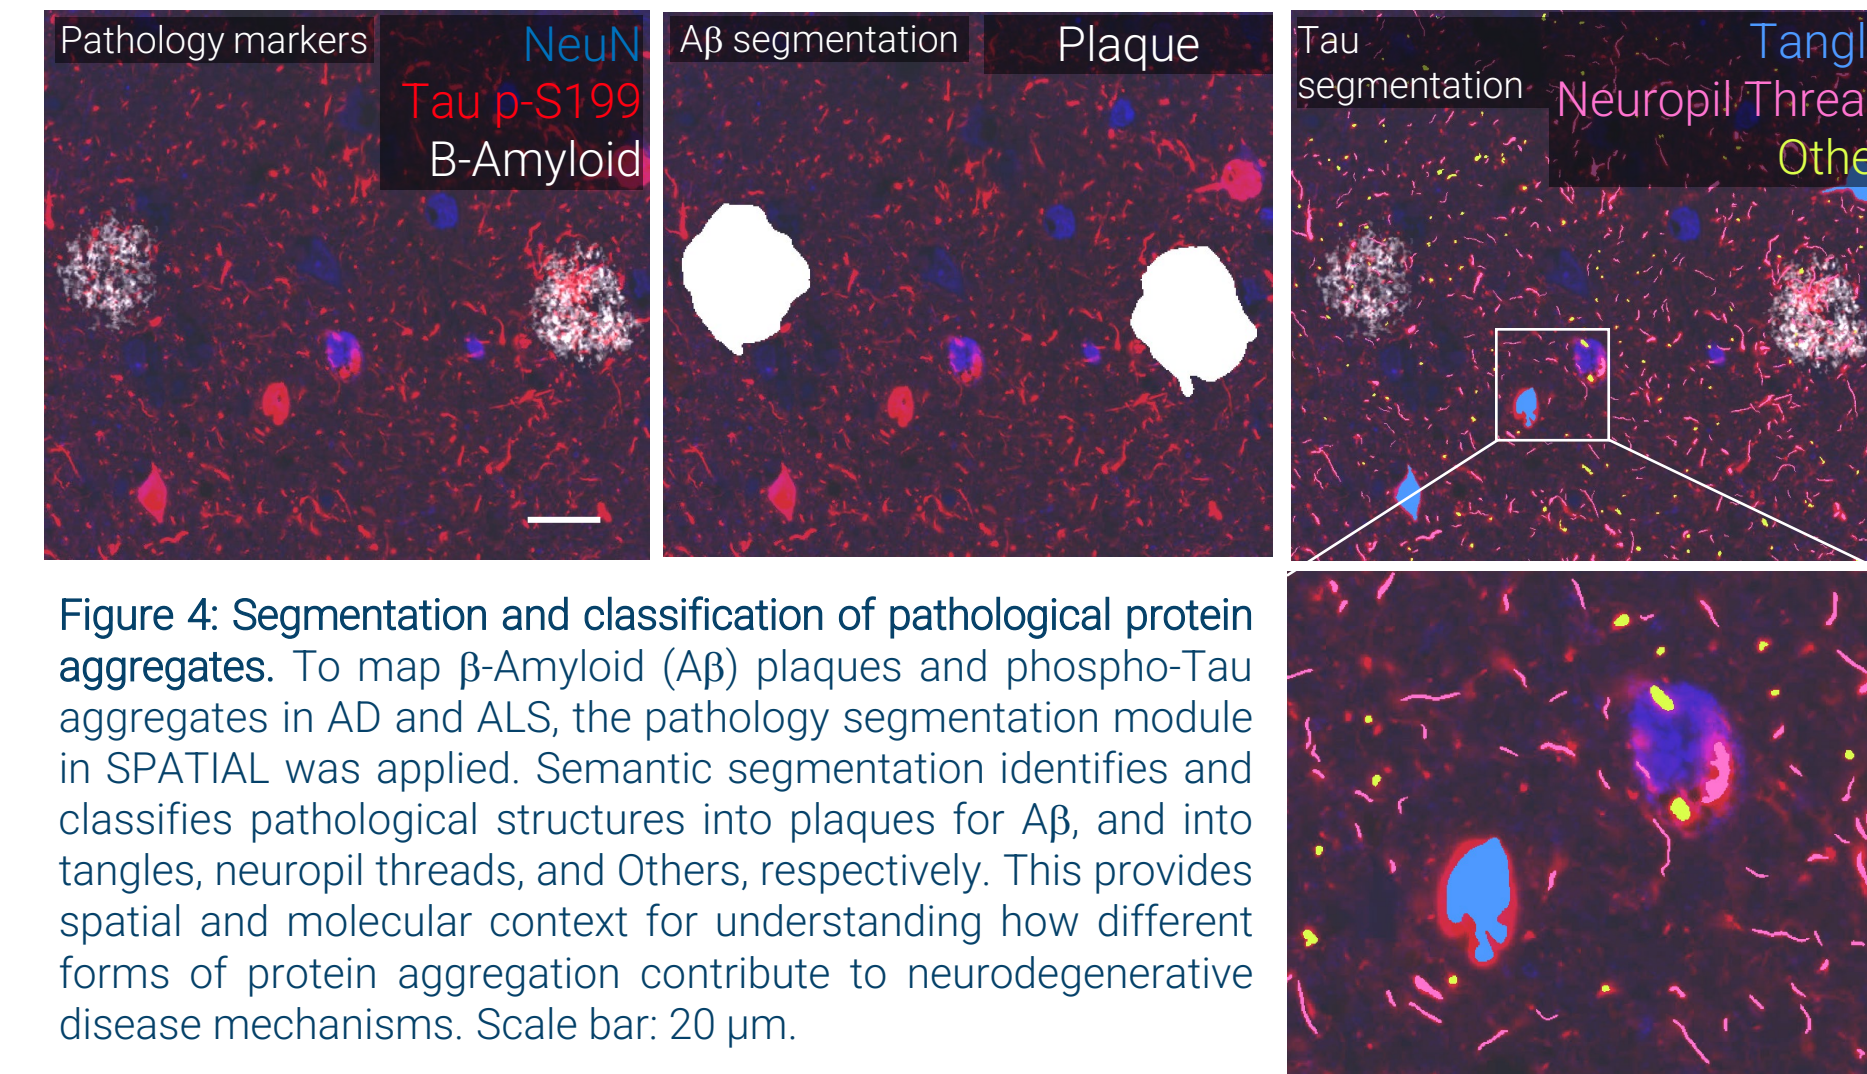 Pathology markers
NeuN
Tau p-S199
B-Amyloid
Aβ segmentation
Plaque
Tau
segmentation
Tangl
Neuropil Threa
Othe
Figure 4: Segmentation and classification of pathological protein
aggregates. To map β-Amyloid (Aβ) plaques and phospho-Tau
aggregates in AD and ALS, the pathology segmentation module
in SPATIAL was applied. Semantic segmentation identifies and
classifies pathological structures into plaques for Aβ, and into
tangles, neuropil threads, and Others, respectively. This provides
spatial and molecular context for understanding how different
forms of protein aggregation contribute to neurodegenerative
disease mechanisms. Scale bar: 20 µm.